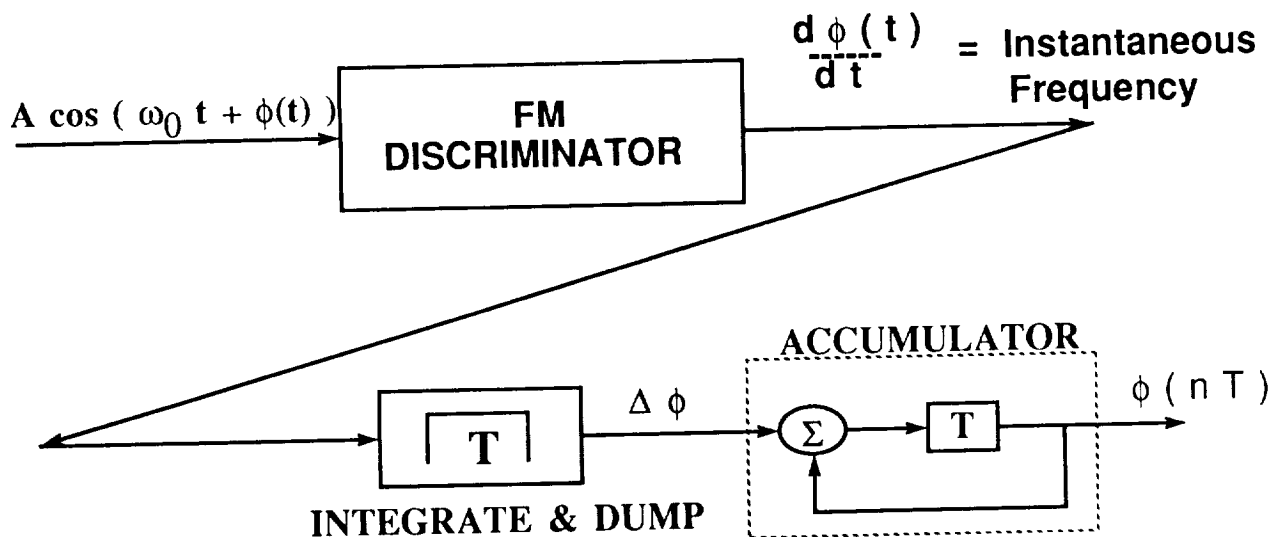 d ϕ ( t )
------
d t
= Instantaneous
Frequency
A cos ( ω₀ t + ϕ(t) )
FM
DISCRIMINATOR
ACCUMULATOR
Δ ϕ
ϕ ( n T )
T
Σ
T
INTEGRATE & DUMP